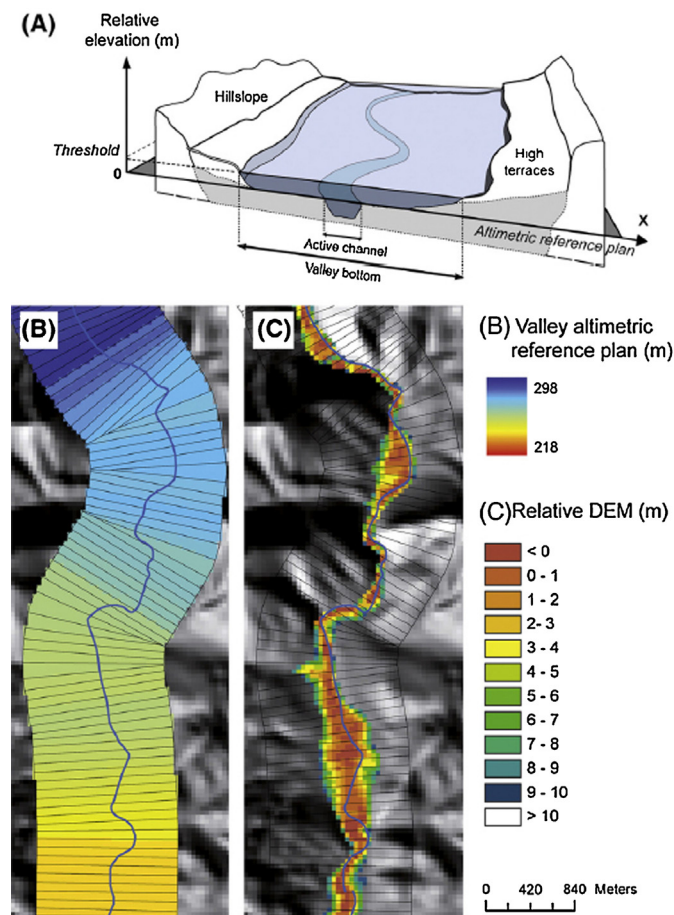 (A)
Relative
elevation (m)
Hillslope
Threshold
0
High
terraces
X
Active channel
Altimetric reference plan
Valley bottom
(B)
(C)
(B) Valley altimetric
reference plan (m)
298
218
(C) Relative DEM (m)
< 0
0 - 1
1 - 2
2- 3
3 - 4
4 - 5
5 - 6
6 - 7
7 - 8
8 - 9
9 - 10
> 10
0 420 840 Meters